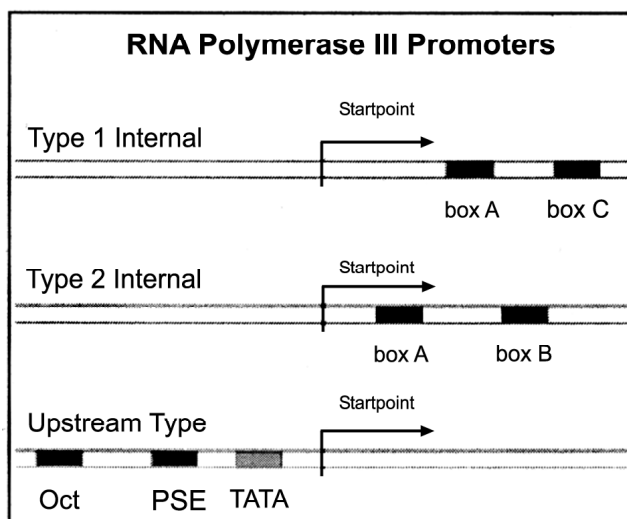 RNA Polymerase III Promoters
Startpoint
Type 1 Internal
box A box C
Startpoint
Type 2 Internal
box A box B
Startpoint
Upstream Type
Oct PSE TATA